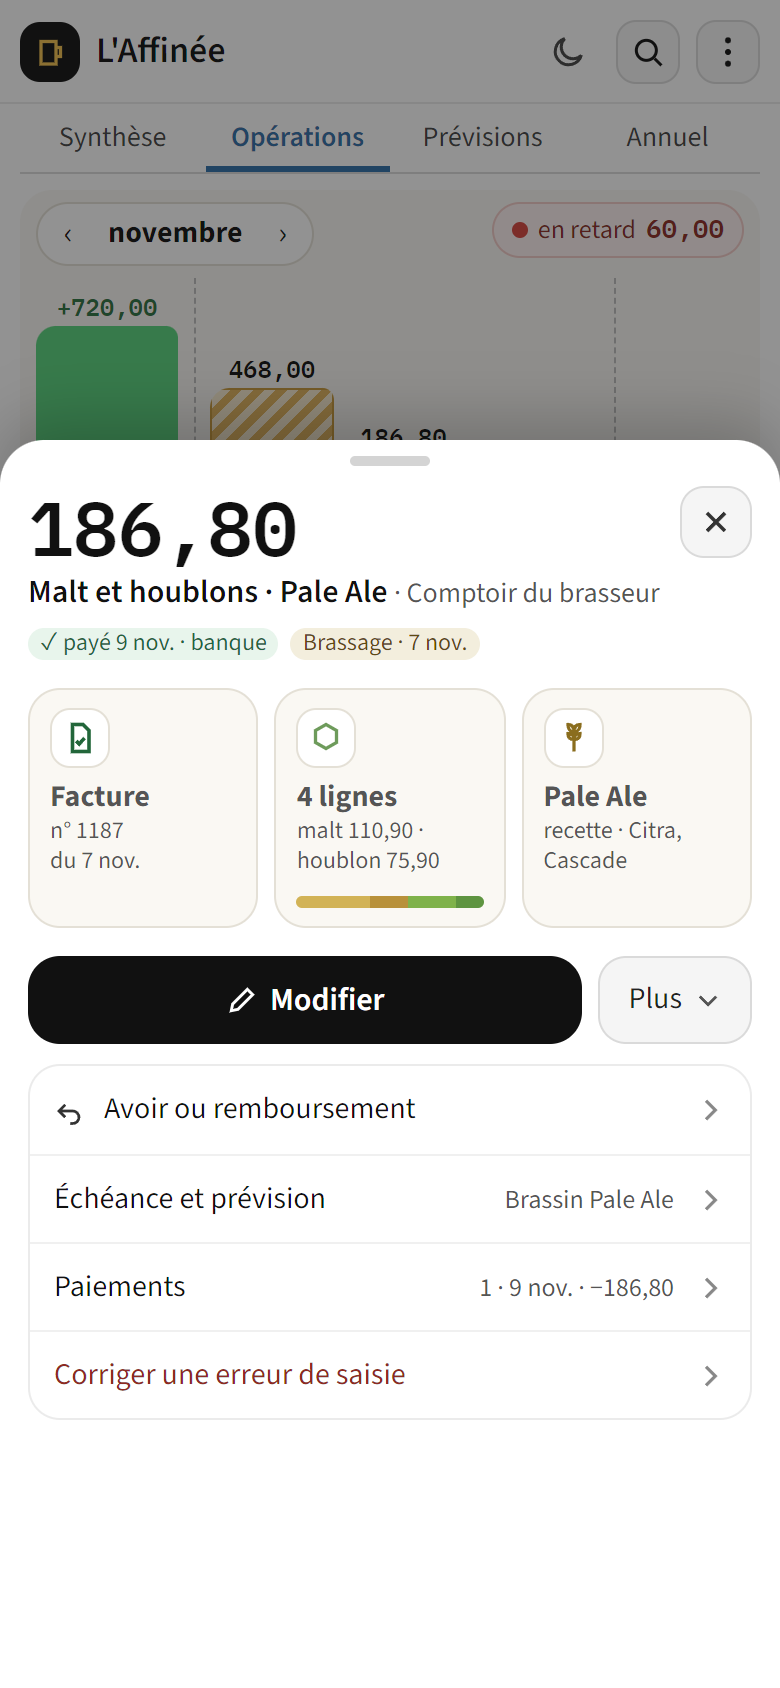 L'Affinée
Synthèse Opérations Prévisions Annuel
‹ novembre › en retard 60,00
+720,00
468,00
186,80
186,80
Malt et houblons · Pale Ale · Comptoir du brasseur
✓ payé 9 nov. · banque Brassage · 7 nov.
Facture
n° 1187
du 7 nov.
4 lignes
malt 110,90 ·
houblon 75,90
Pale Ale
recette · Citra,
Cascade
Modifier Plus
Avoir ou remboursement
Échéance et prévision Brassin Pale Ale
Paiements 1 · 9 nov. · −186,80
Corriger une erreur de saisie